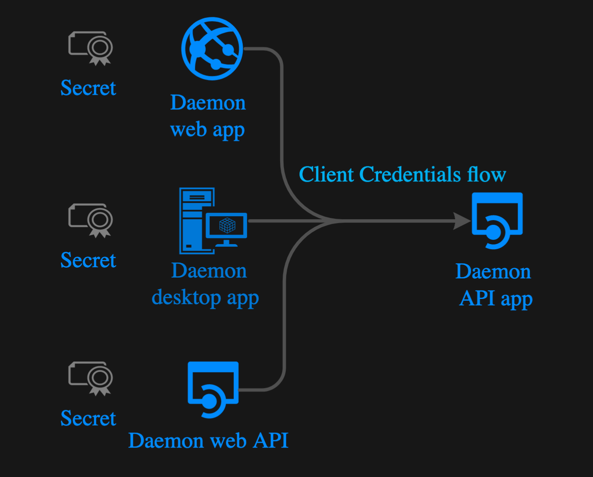 Secret
Daemon
web app
Client Credentials flow
Secret
Daemon
desktop app
Daemon
API app
Secret
Daemon web API